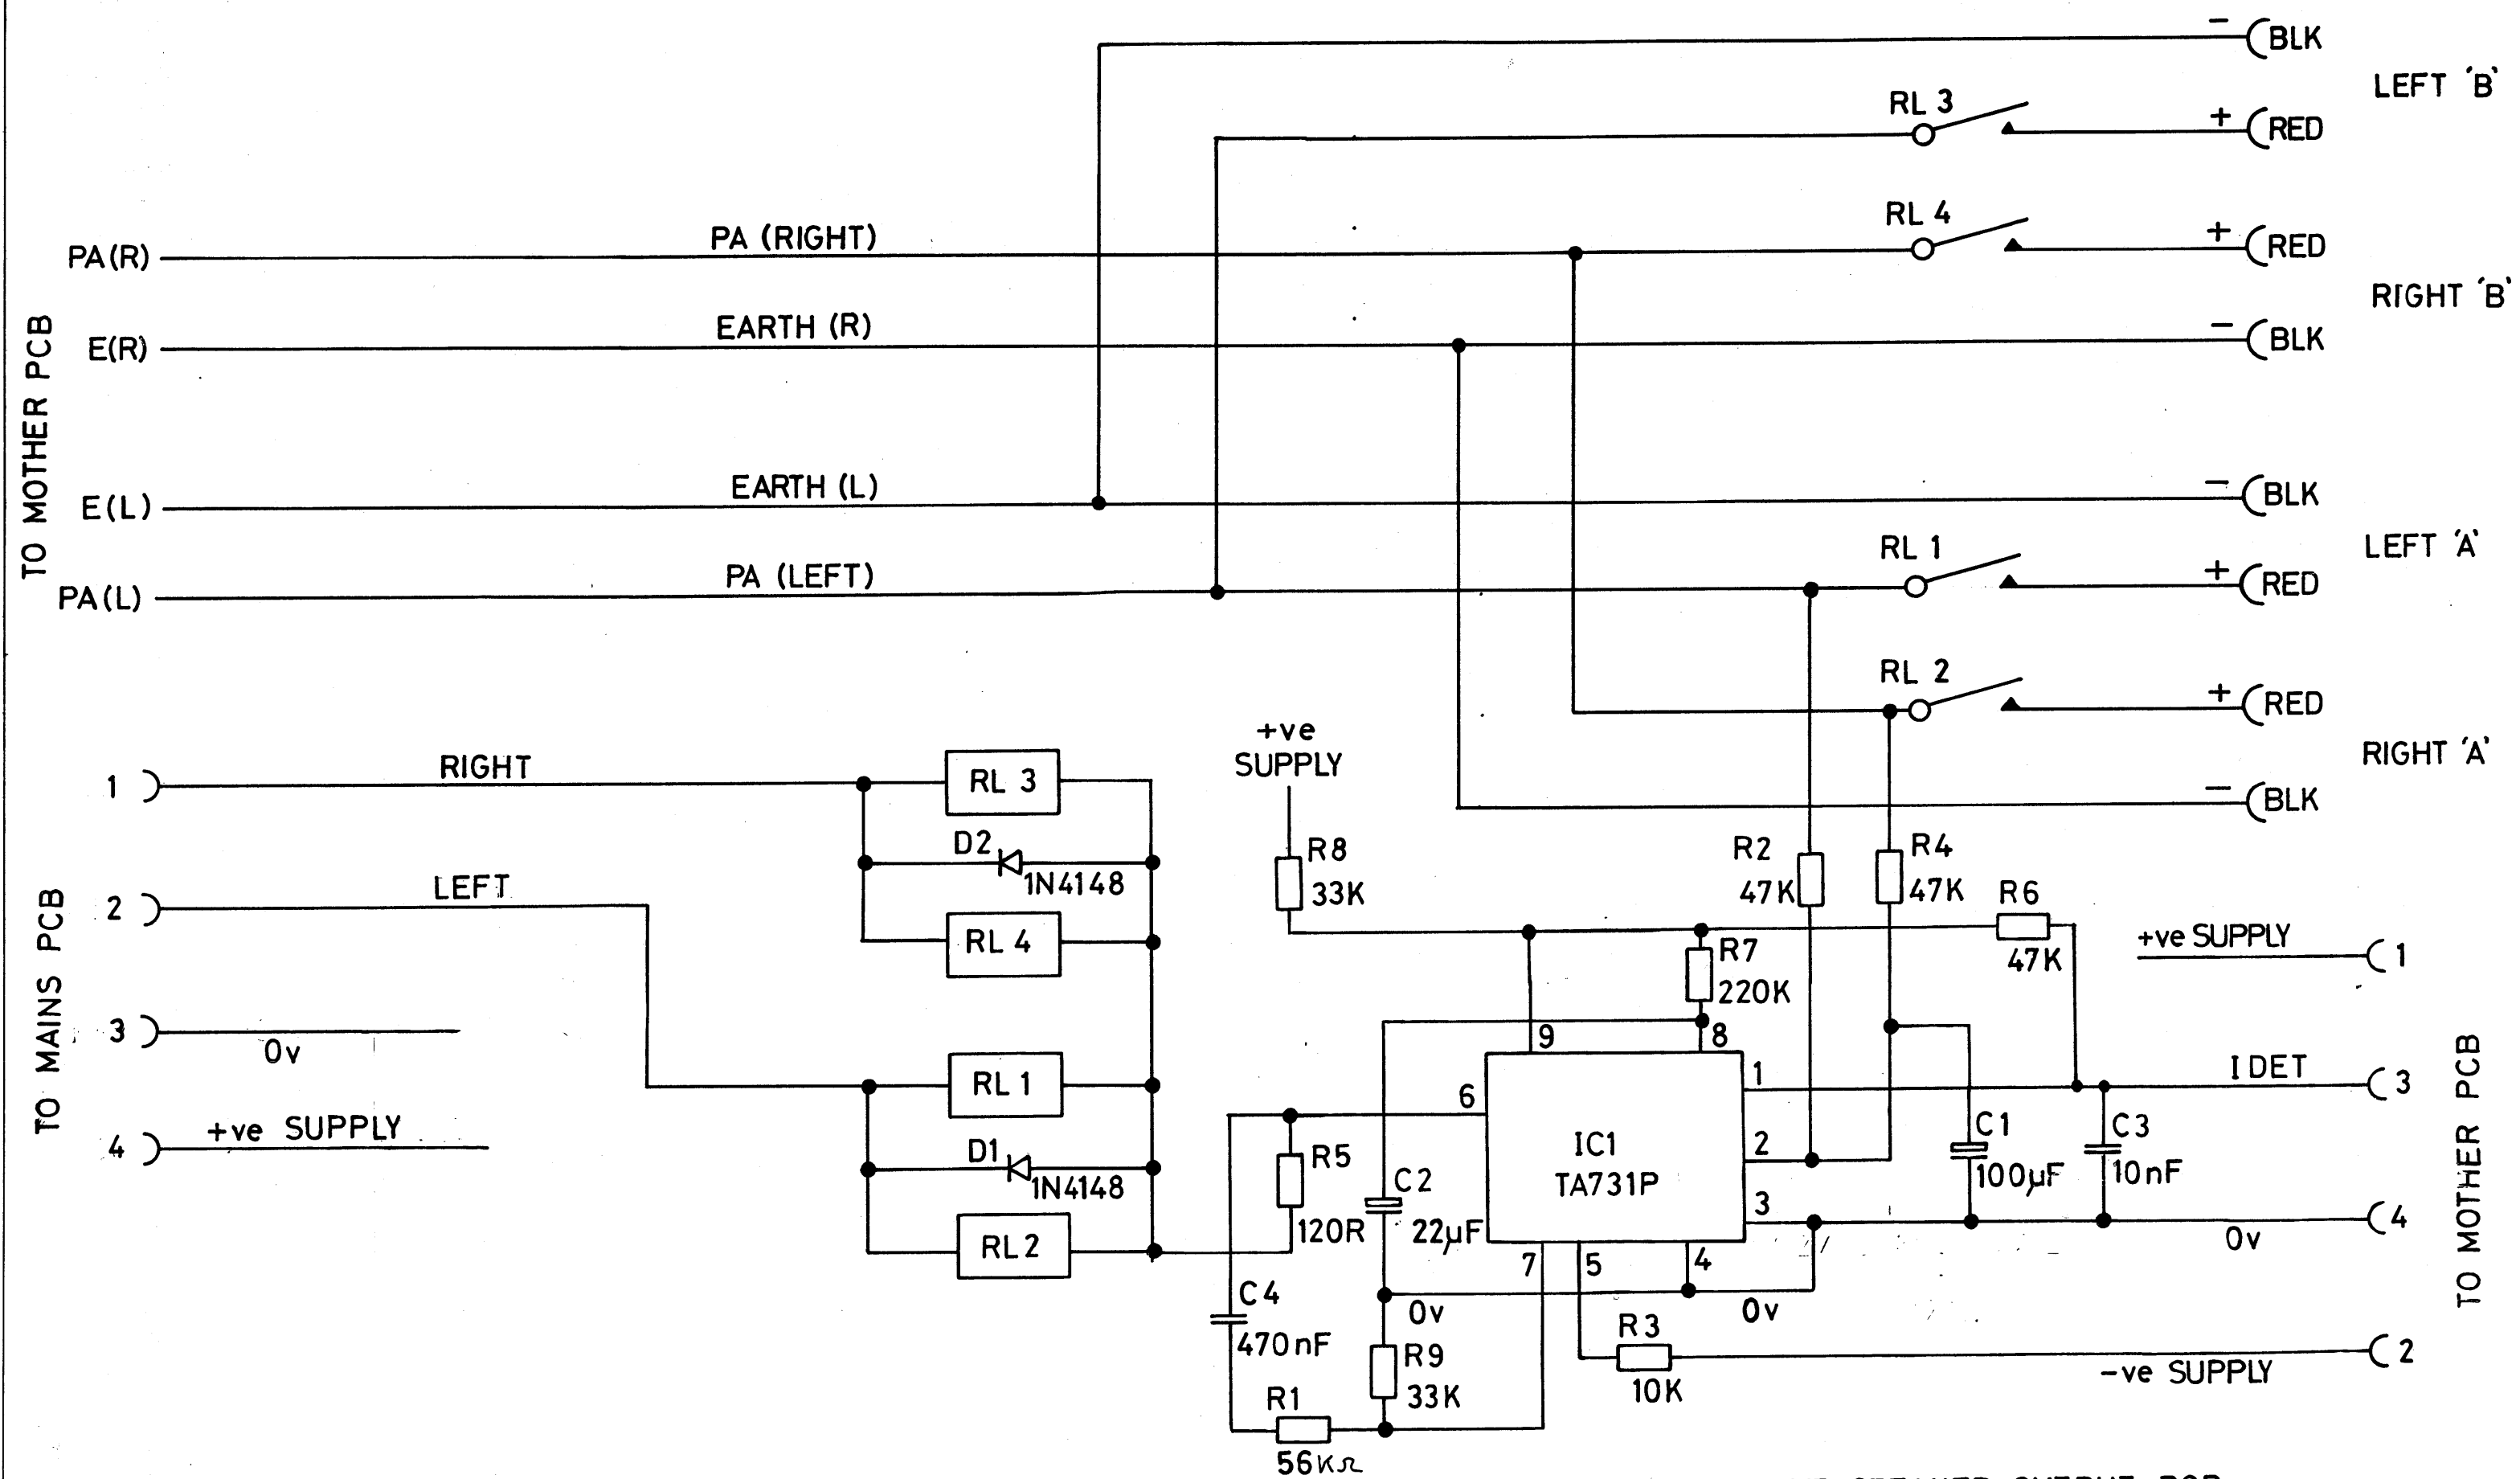 − BLK
LEFT 'B'
RL 3
+ RED
RL 4
PA(R)
PA (RIGHT)
+ RED
RIGHT 'B'
E(R)
EARTH (R)
− BLK
TO MOTHER PCB
E(L)
EARTH (L)
− BLK
LEFT 'A'
RL 1
PA(L)
PA (LEFT)
+ RED
RL 2
+ RED
RIGHT 'A'
− BLK
+ve
SUPPLY
1
RIGHT
RL 3
D2
1N4148
RL 4
2
LEFT
TO MAINS PCB
3
0v
4
+ve SUPPLY
RL 1
D1
1N4148
RL 2
R8
33K
R2
47K
R4
47K
R6
47K
R7
220K
+ve SUPPLY
1
9
8
6
1
2
3
7
5
4
IC1
TA731P
I DET
3
TO MOTHER PCB
R5
120R
C2
22µF
C1
100µF
C3
10nF
4
0v
C4
470nF
0v
0v
R9
33K
R3
10K
2
−ve SUPPLY
R1
56KΩ